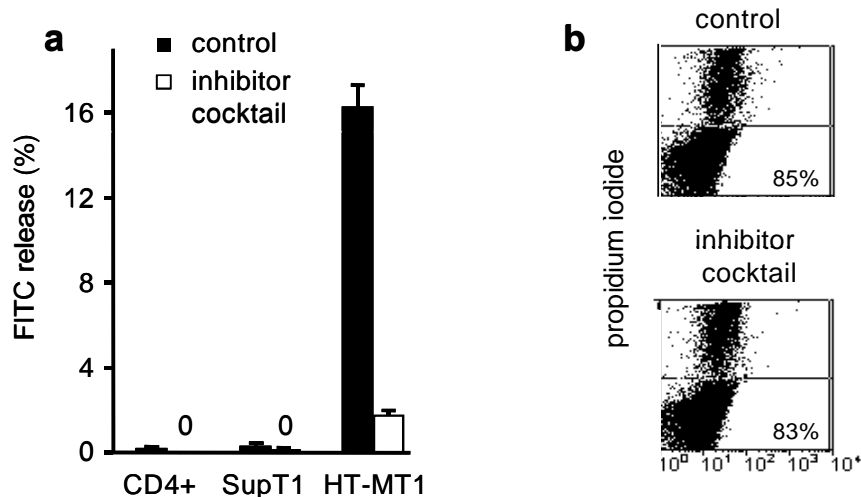 a
control
inhibitor
cocktail
FITC release (%)
16
12
8
4
0
0
0
CD4+
SupT1
HT-MT1
b
control
propidium iodide
85%
inhibitor
cocktail
83%
10⁰ 10¹ 10² 10³ 10⁴